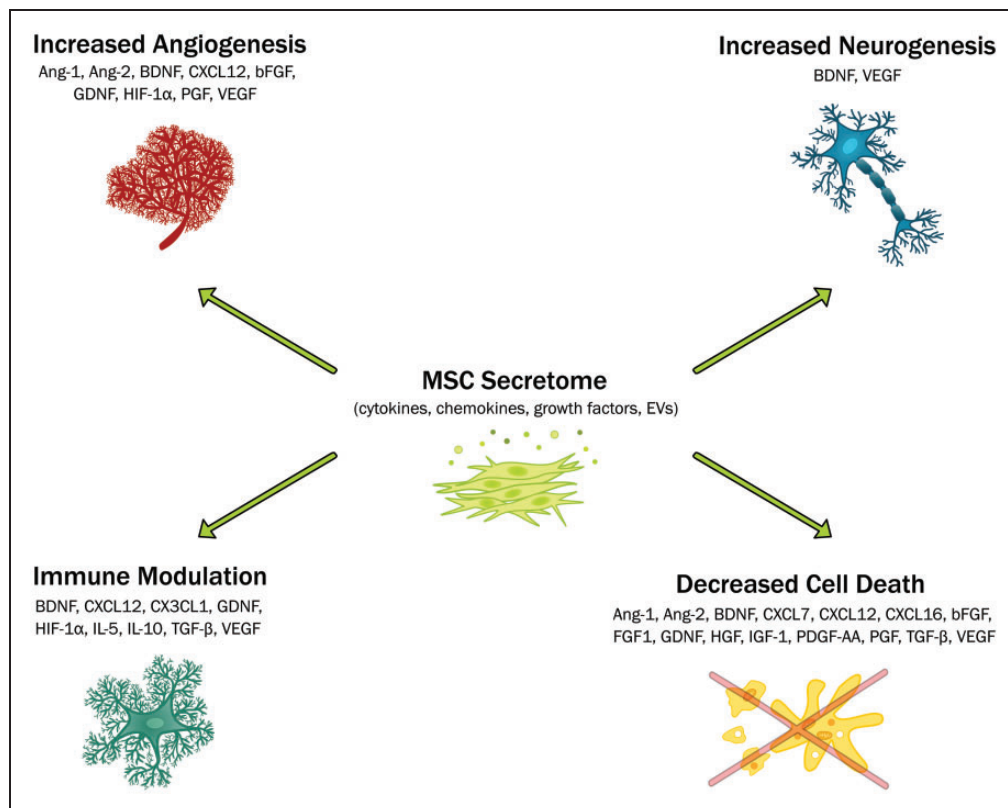 Increased Angiogenesis
Ang-1, Ang-2, BDNF, CXCL12, bFGF,
GDNF, HIF-1α, PGF, VEGF
Increased Neurogenesis
BDNF, VEGF
MSC Secretome
(cytokines, chemokines, growth factors, EVs)
Immune Modulation
BDNF, CXCL12, CX3CL1, GDNF,
HIF-1α, IL-5, IL-10, TGF-β, VEGF
Decreased Cell Death
Ang-1, Ang-2, BDNF, CXCL7, CXCL12, CXCL16, bFGF,
FGF1, GDNF, HGF, IGF-1, PDGF-AA, PGF, TGF-β, VEGF